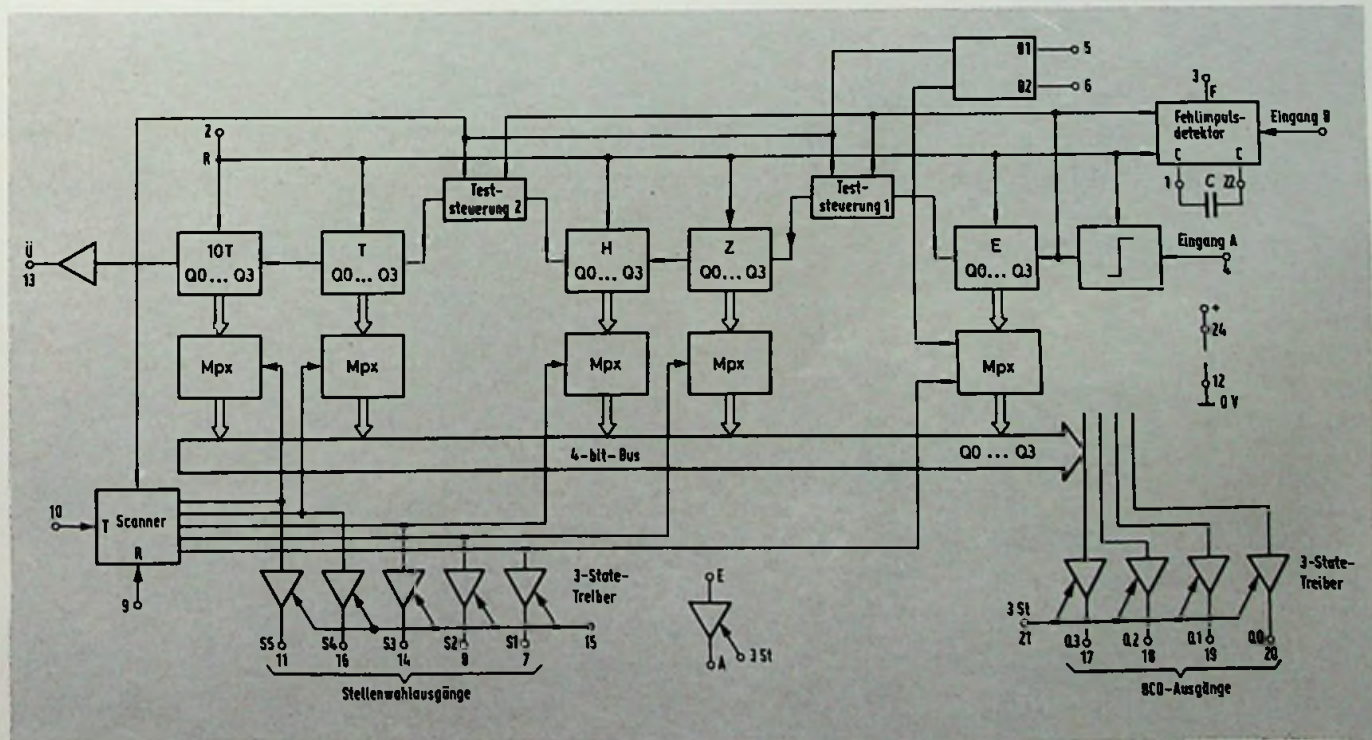 B1 5
B2 6
3
F
Fehlimpuls-
detektor
Eingang B
C C
1 C 22
2
R
Test-
steuerung 2
Test-
steuerung 1
Ü
13
10T
Q0... Q3
T
Q0... Q3
H
Q0... Q3
Z
Q0... Q3
E
Q0... Q3
Eingang A
4
Mpx
Mpx
Mpx
Mpx
Mpx
+
24
12
0 V
4-bit-Bus
Q0 ... Q3
10
T Scanner
R
9
3-State-
Treiber
15
S5
11
S4
16
S3
14
S2
S1
7
Stellenwahlausgänge
E
3 St
A
3-State-
Treiber
3 St
21
Q3
17
Q2
18
Q1
19
Q0
20
BCD-Ausgänge